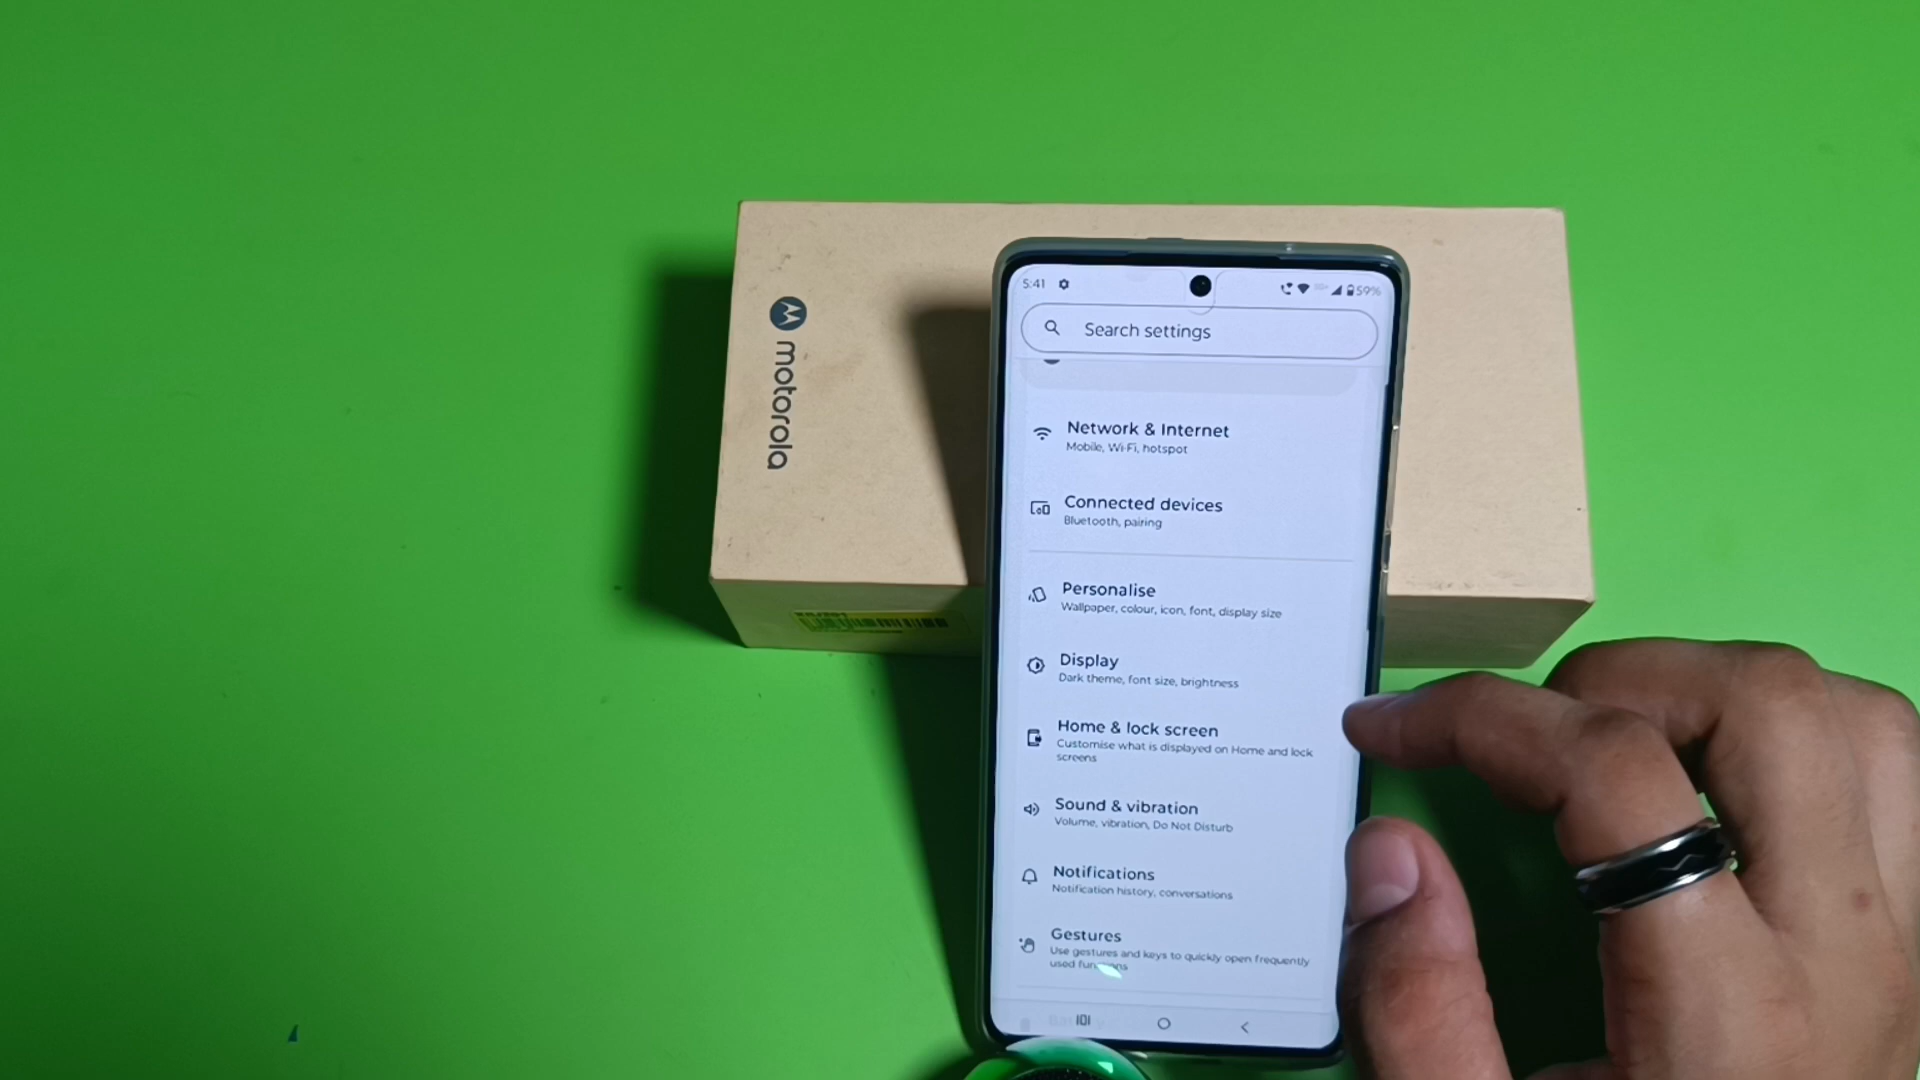 motorola
5:41
59%
Search settings
Network & Internet
Mobile, Wi-Fi, hotspot
Connected devices
Bluetooth, pairing
Personalise
Wallpaper, colour, icon, font, display size
Display
Dark theme, font size, brightness
Home & lock screen
Customise what is displayed on Home and lock
screens
Sound & vibration
Volume, vibration, Do Not Disturb
Notifications
Notification history, conversations
Gestures
Use gestures and keys to quickly open frequently
used